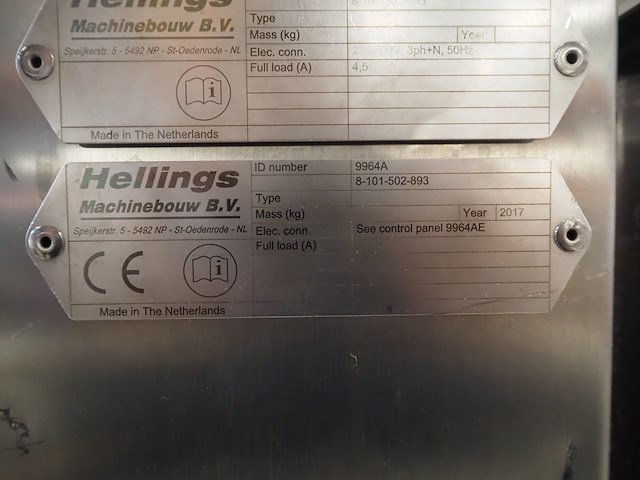 Hellings
Machinebouw B.V.
Speijkerstr. 5 - 5492 NP - St-Oedenrode - NL
Made in The Netherlands
Type
Mass (kg) Year
Elec. conn. 3ph+N, 50Hz
Full load (A) 4,5
Hellings
Machinebouw B.V.
Speijkerstr. 5 - 5492 NP - St-Oedenrode - NL
CE
Made in The Netherlands
ID number 9964A
8-101-502-893
Type
Mass (kg) Year 2017
Elec. conn. See control panel 9964AE
Full load (A)